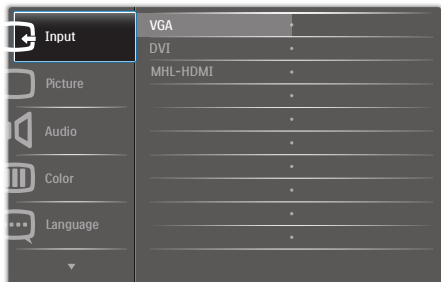 Input
Picture
Audio
Color
Language
VGA
DVI
MHL-HDMI